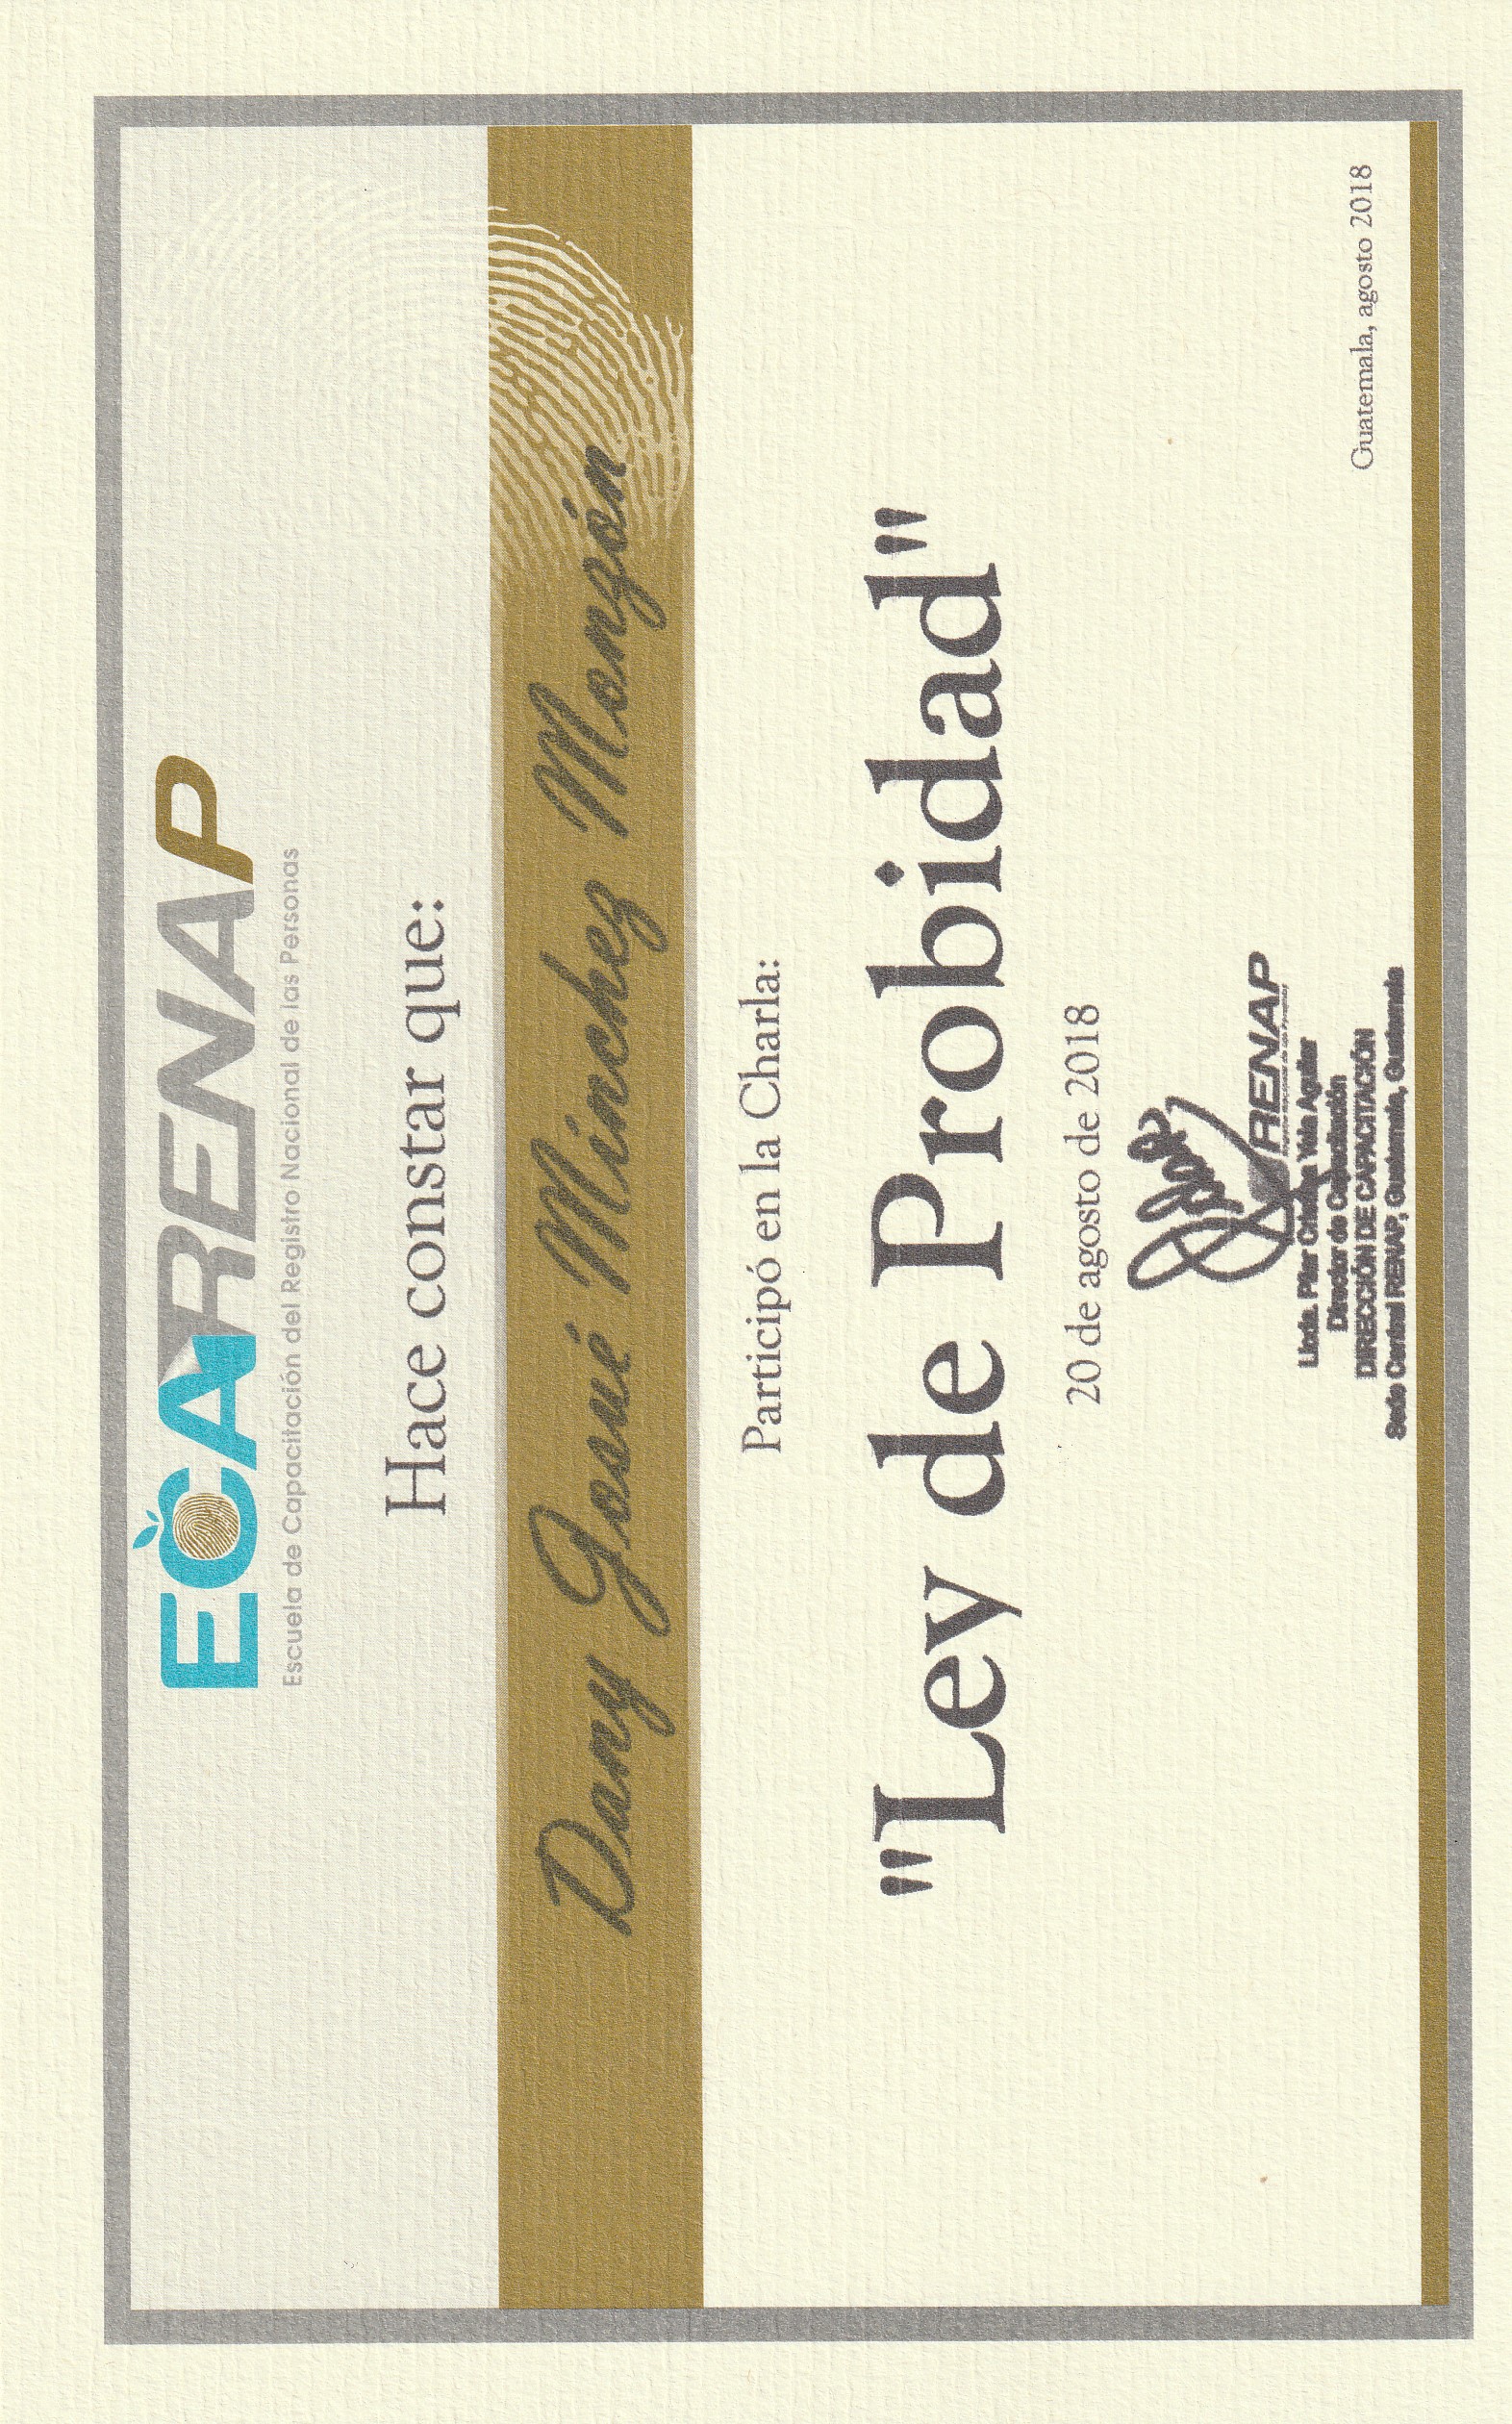 ECARENAP
Escuela de Capacitación del Registro Nacional de las Personas
Hace constar que:
Dany Josué Mínchez Monzón
Participó en la Charla:
"Ley de Probidad"
20 de agosto de 2018
RENAP
Registro Nacional de las Personas
Licda. Pilar Cristina Yela Aguilar
Director de Capacitación
DIRECCIÓN DE CAPACITACIÓN
Sede Central RENAP, Guatemala, Guatemala
Guatemala, agosto 2018